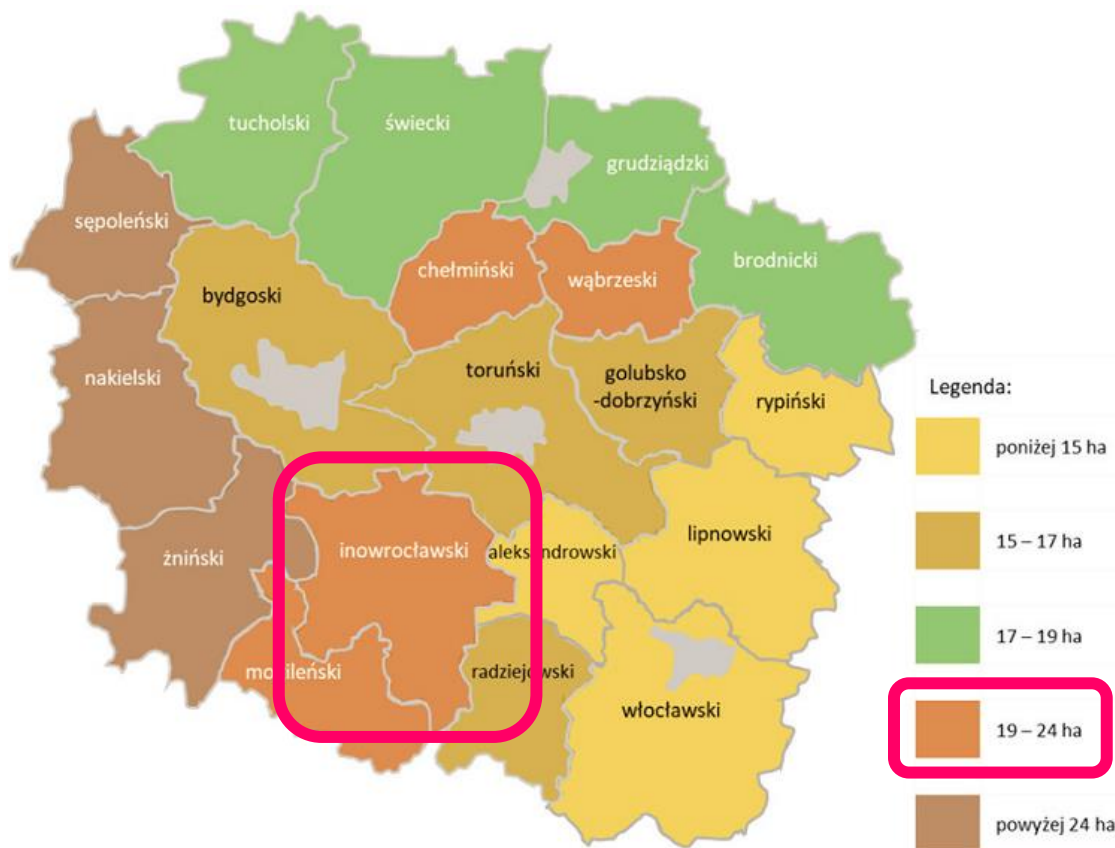 tucholski
świecki
grudziądzki
sępoleński
chełmiński
wąbrzeski
brodnicki
bydgoski
nakielski
toruński
golubsko
-dobrzyński
rypiński
Legenda:
poniżej 15 ha
15 – 17 ha
17 – 19 ha
19 – 24 ha
powyżej 24 ha
żniński
inowrocławski
aleksandrowski
lipnowski
mogileński
radziejowski
włocławski